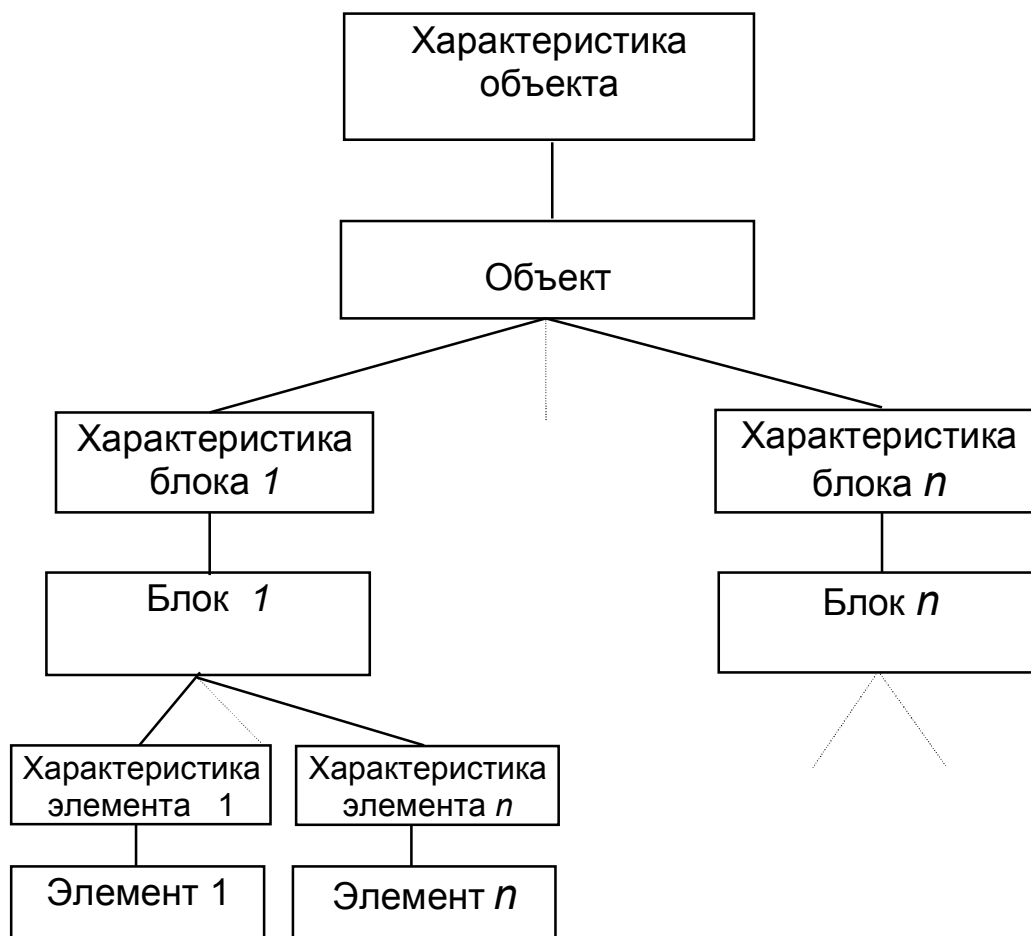 Характеристика
объекта
Объект
Характеристика
блока 1
Характеристика
блока n
Блок 1
Блок n
Характеристика
элемента 1
Характеристика
элемента n
Элемент 1
Элемент n